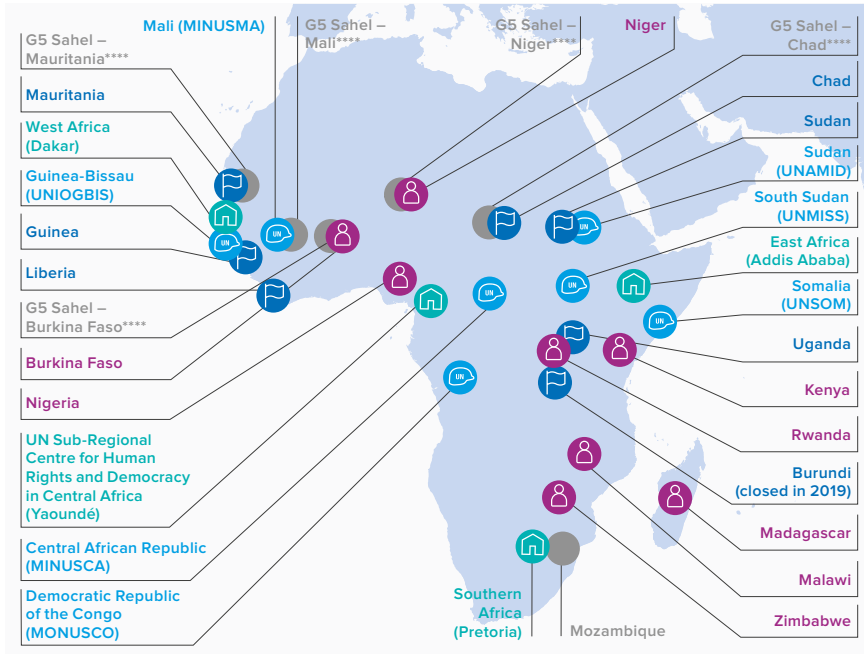 G5 Sahel –
Mauritania****
Mauritania
West Africa
(Dakar)
Guinea-Bissau
(UNIOGBIS)
Guinea
Liberia
G5 Sahel –
Burkina Faso****
Burkina Faso
Nigeria
UN Sub-Regional
Centre for Human
Rights and Democracy
in Central Africa
(Yaoundé)
Central African Republic
(MINUSCA)
Democratic Republic
of the Congo
(MONUSCO)
Mali (MINUSMA)
G5 Sahel –
Mali****
G5 Sahel –
Niger****
Niger
G5 Sahel –
Chad****
Chad
Sudan
Sudan
(UNAMID)
South Sudan
(UNMISS)
East Africa
(Addis Ababa)
Somalia
(UNSOM)
Uganda
Kenya
Rwanda
Burundi
(closed in 2019)
Madagascar
Malawi
Zimbabwe
Southern
Africa
(Pretoria)
Mozambique
UN
UN
UN
UN
UN
UN
UN